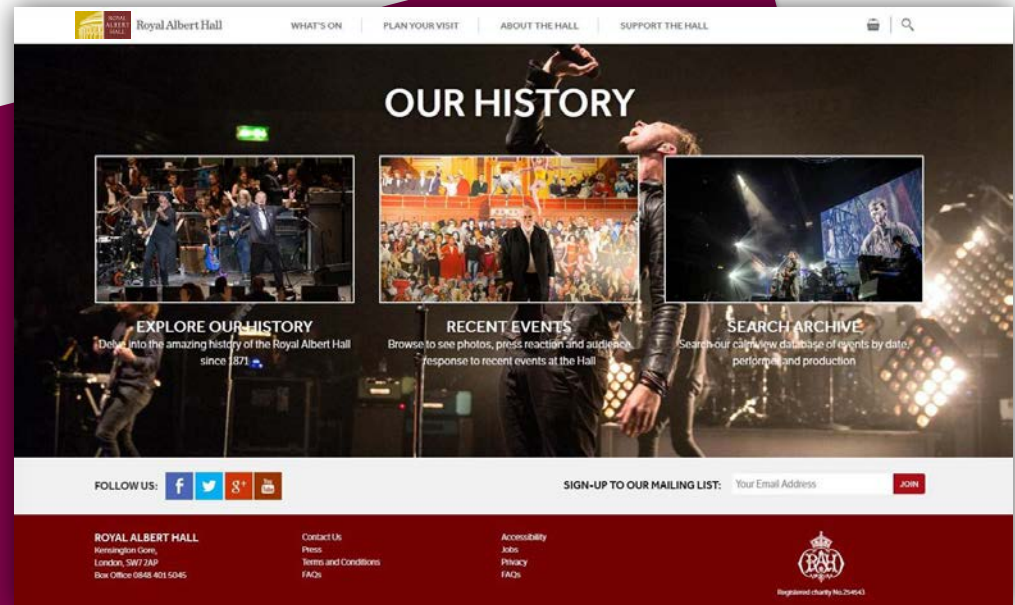 ROYAL
ALBERT
HALL
Royal Albert Hall
WHAT'S ON
PLAN YOUR VISIT
ABOUT THE HALL
SUPPORT THE HALL
OUR HISTORY
EXPLORE OUR HISTORY
Delve into the amazing history of the Royal Albert Hall
since 1871
RECENT EVENTS
Browse to see photos, press reaction and audience
response to recent events at the Hall
SEARCH ARCHIVE
Search our calmview database of events by date,
performer and production
FOLLOW US:
f
g+
You
Tube
SIGN-UP TO OUR MAILING LIST:
Your Email Address
JOIN
ROYAL ALBERT HALL
Kensington Gore,
London, SW7 2AP
Box Office 0848 401 5045
Contact Us
Press
Terms and Conditions
FAQs
Accessibility
Jobs
Privacy
FAQs
RAH
Registered charity No.254543